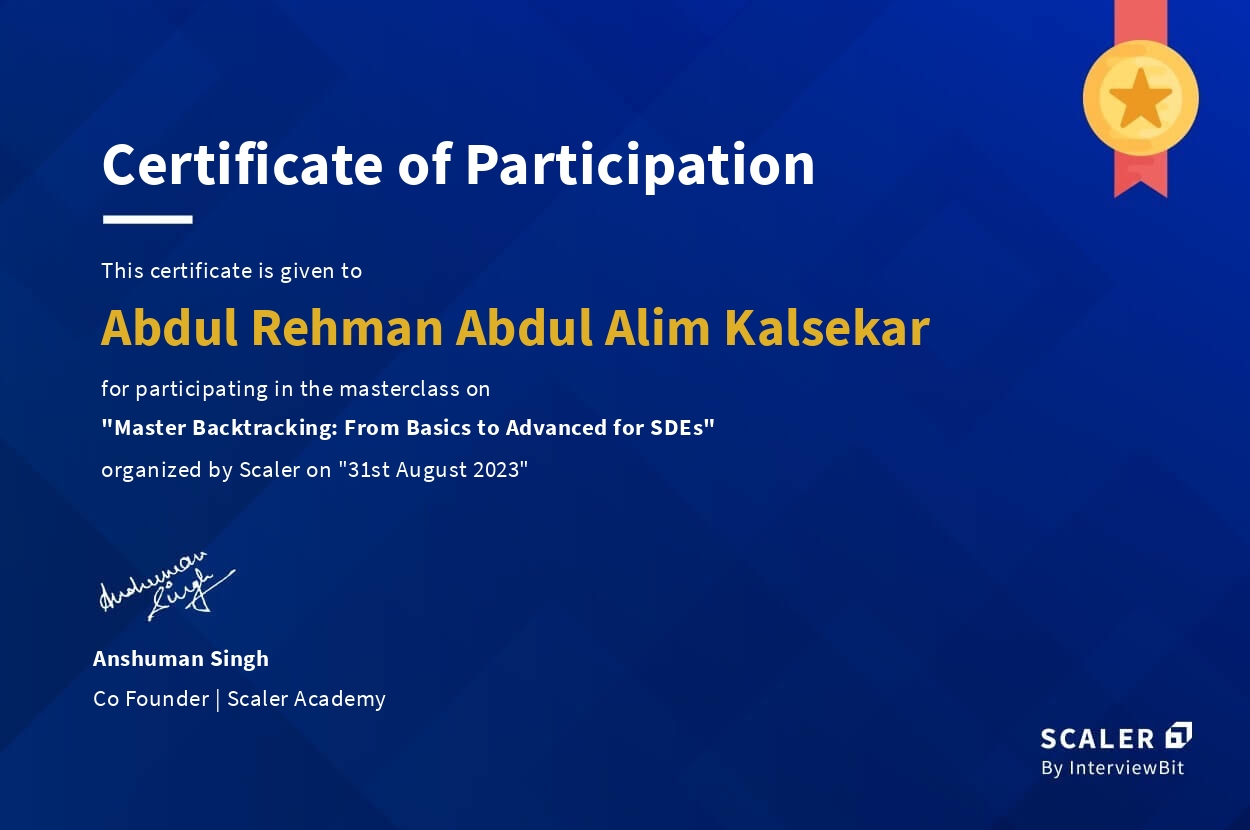 Certificate of Participation
This certificate is given to
Abdul Rehman Abdul Alim Kalsekar
for participating in the masterclass on
"Master Backtracking: From Basics to Advanced for SDEs"
organized by Scaler on "31st August 2023"
Anshuman
Singh
Anshuman Singh
Co Founder | Scaler Academy
SCALER
By InterviewBit